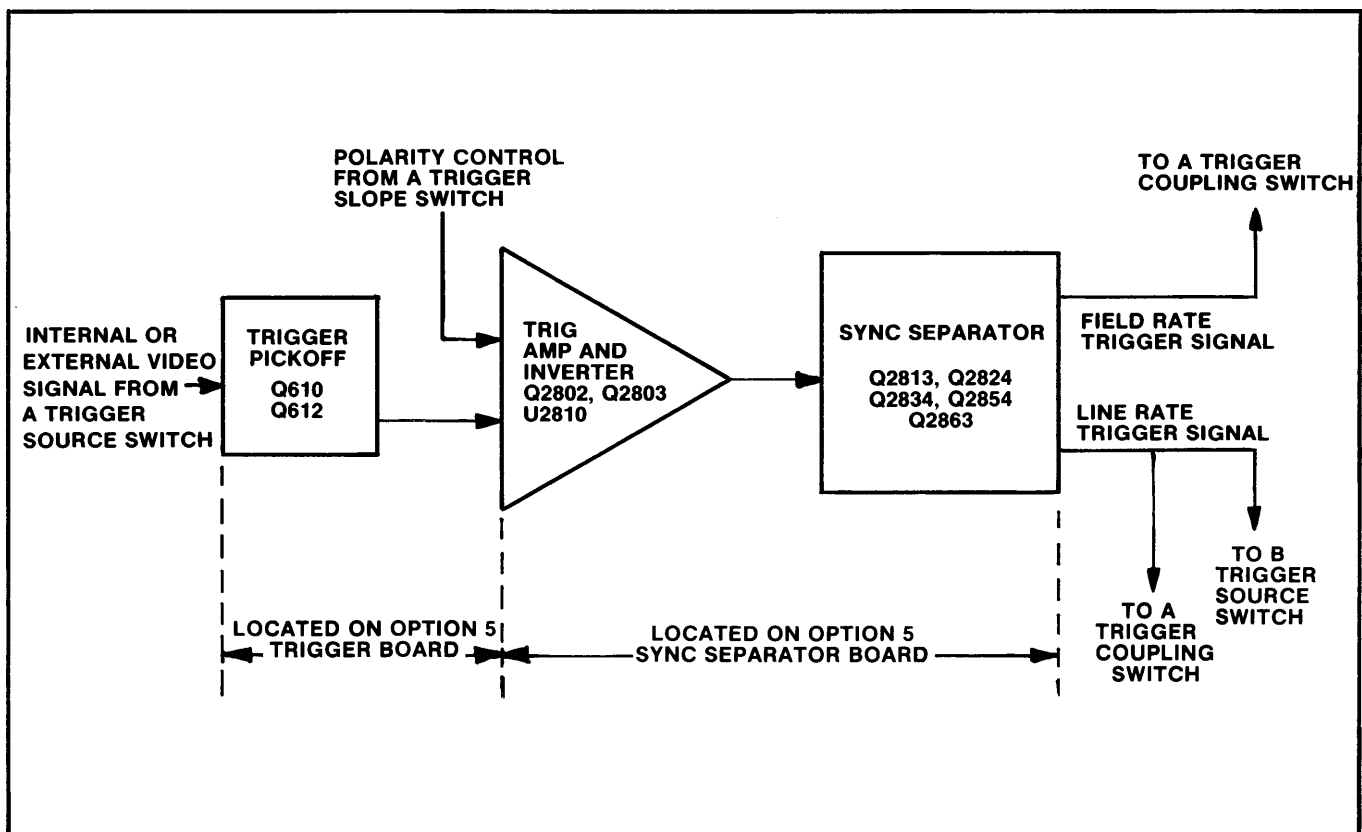 POLARITY CONTROL
FROM A TRIGGER
SLOPE SWITCH
TO A TRIGGER
COUPLING SWITCH
INTERNAL OR
EXTERNAL VIDEO
SIGNAL FROM
A TRIGGER
SOURCE SWITCH
TRIGGER
PICKOFF
Q610
Q612
TRIG
AMP AND
INVERTER
Q2802, Q2803
U2810
SYNC SEPARATOR
Q2813, Q2824
Q2834, Q2854
Q2863
FIELD RATE
TRIGGER SIGNAL
LINE RATE
TRIGGER SIGNAL
TO B
TRIGGER
SOURCE
SWITCH
TO A
TRIGGER
COUPLING
SWITCH
LOCATED ON OPTION 5
TRIGGER BOARD
LOCATED ON OPTION 5
SYNC SEPARATOR BOARD